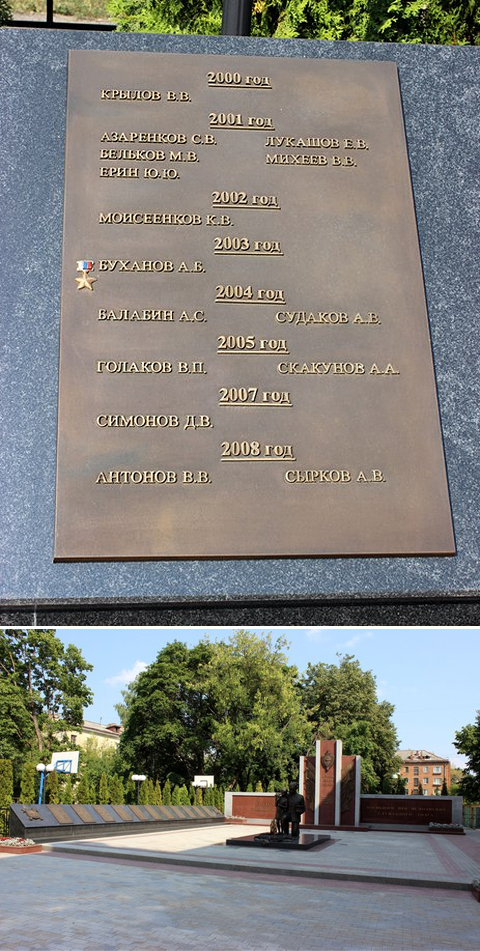 2000 год
КРЫЛОВ В.В.
2001 год
АЗАРЕНКОВ С.В. ЛУКАШОВ Е.В.
БЕЛЬКОВ М.В. МИХЕЕВ В.В.
ЕРИН Ю.Ю.
2002 год
МОИСЕЕНКОВ К.В.
2003 год
БУХАНОВ А.Б.
2004 год
БАЛАБИН А.С. СУДАКОВ А.В.
2005 год
ГОЛАКОВ В.П. СКАКУНОВ А.А.
2007 год
СИМОНОВ Д.В.
2008 год
АНТОНОВ В.В. СЫРКОВ А.В.